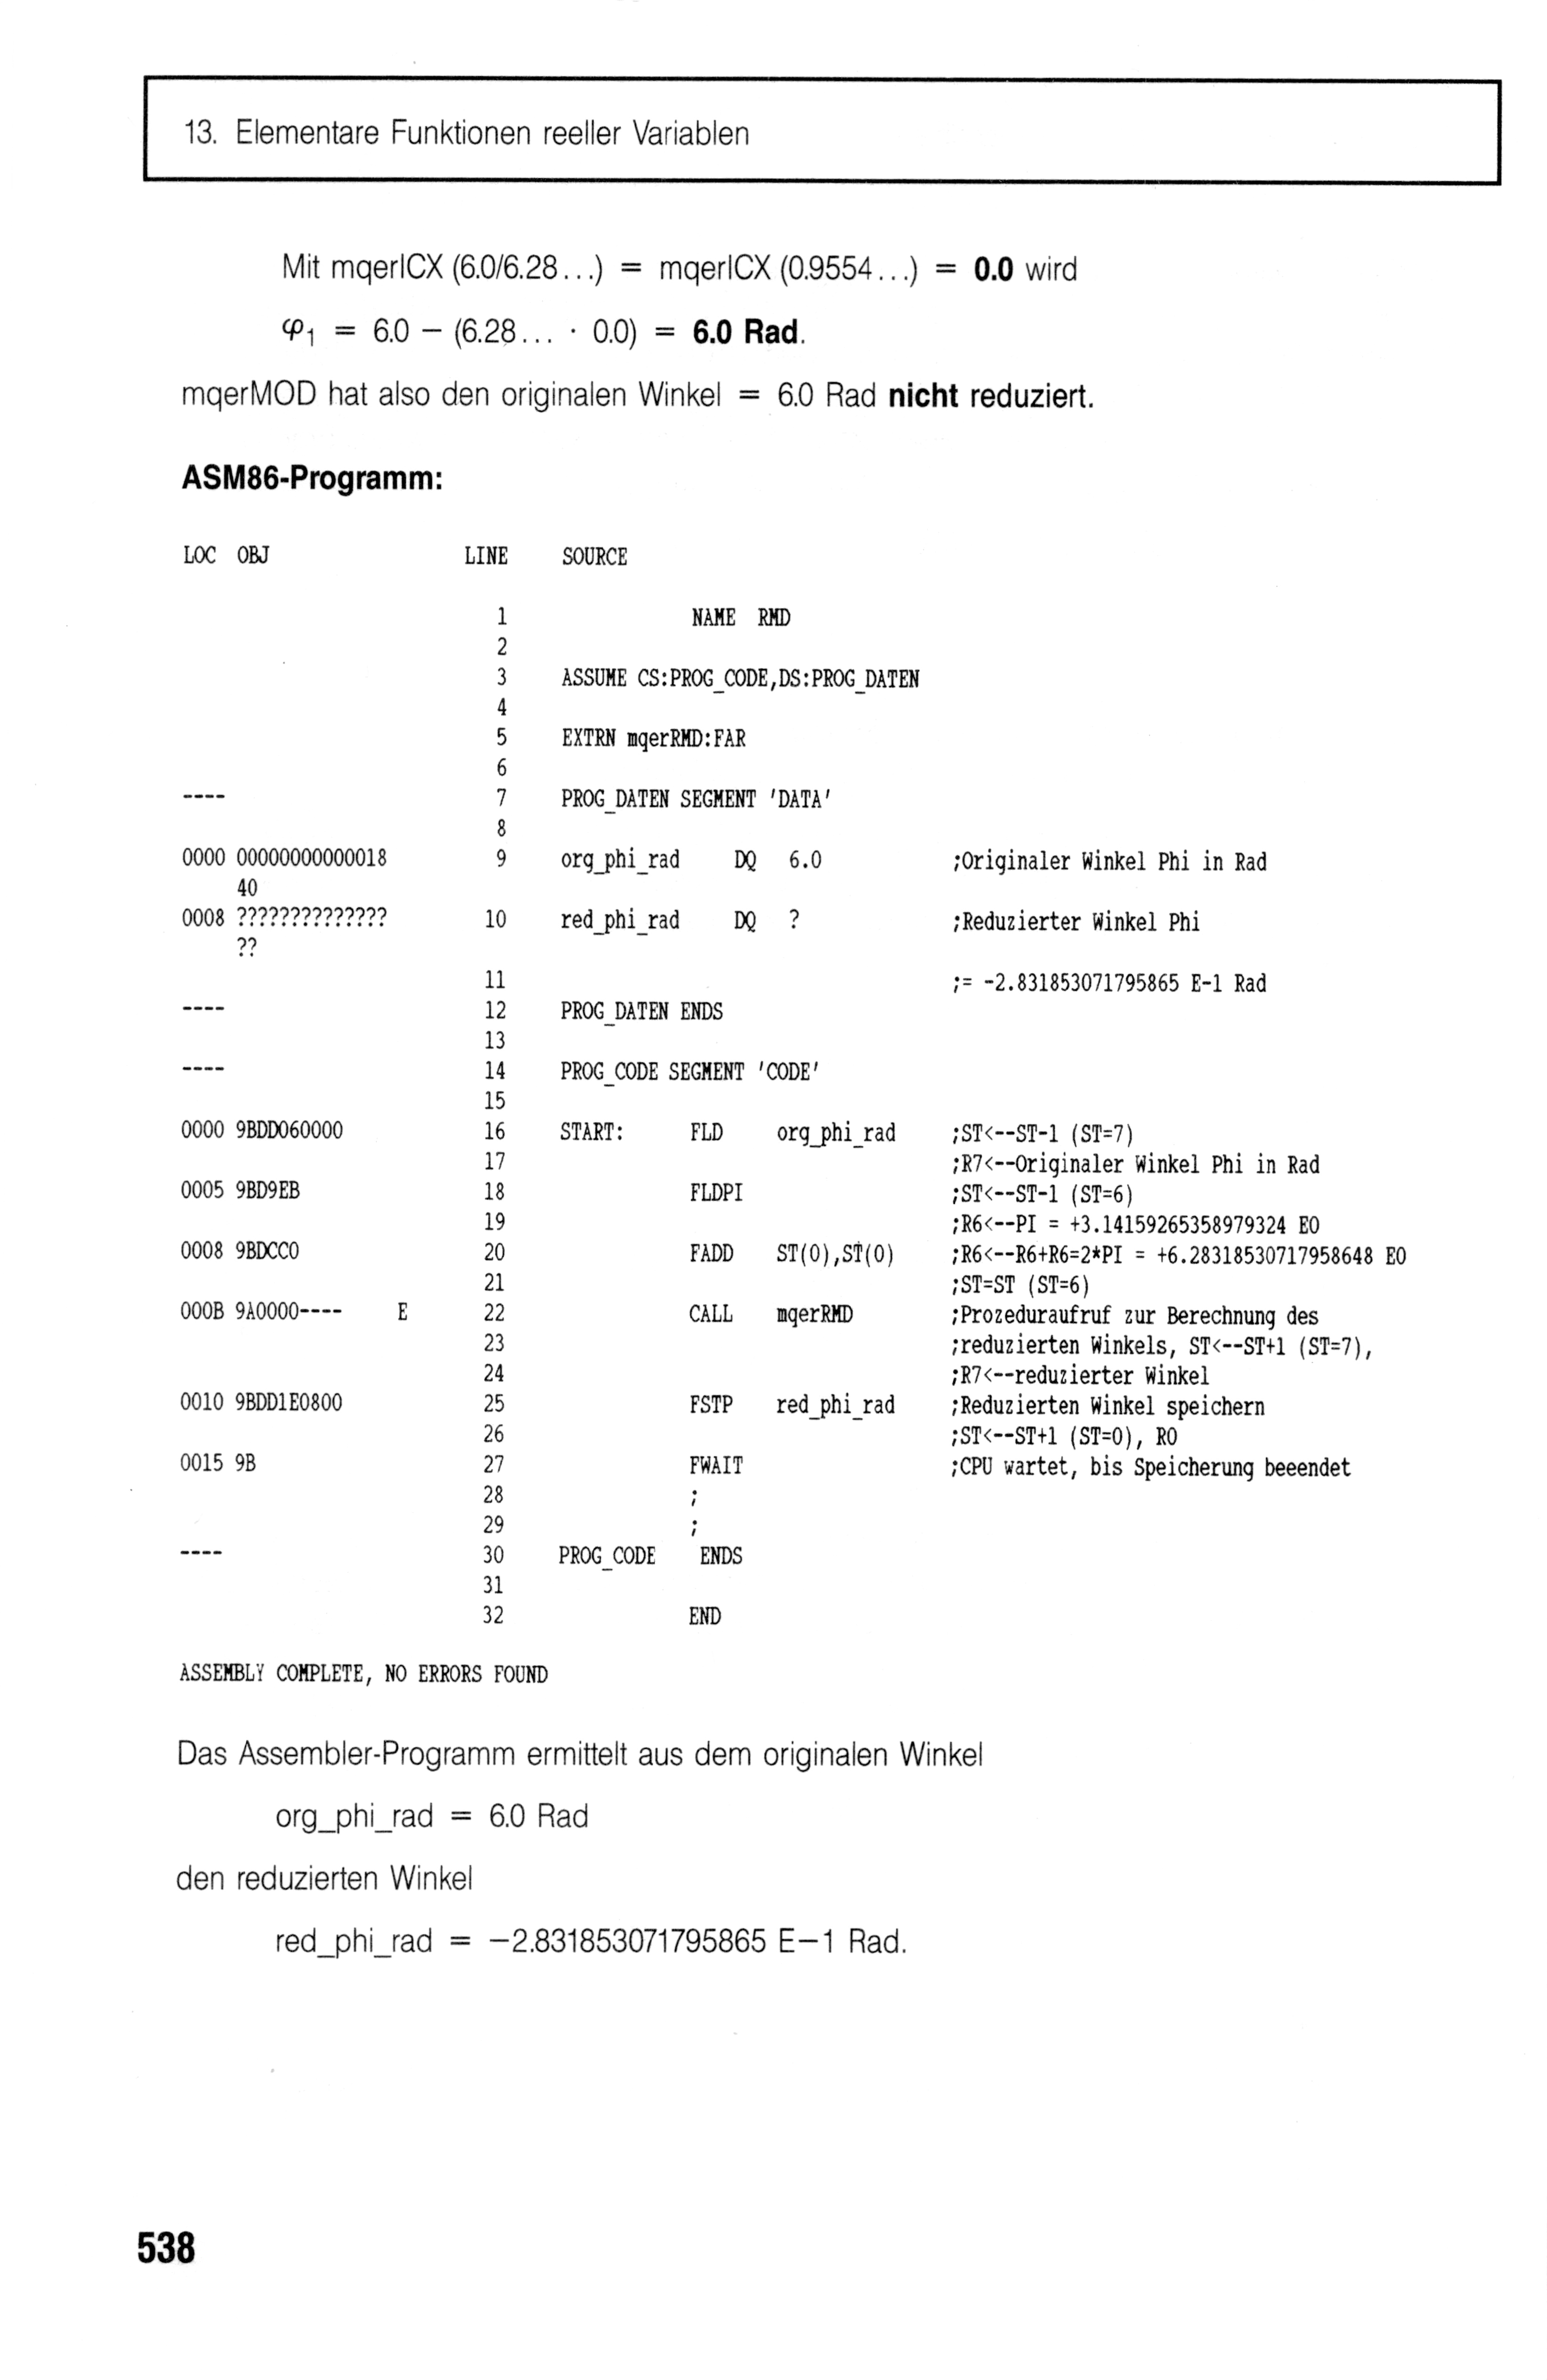 13. Elementare Funktionen reeller Variablen
Mit mqerICX (6.0/6.28...) = mqerICX (0.9554...) = 0.0 wird
φ1 = 6.0 − (6.28... · 0.0) = 6.0 Rad.
mqerMOD hat also den originalen Winkel = 6.0 Rad nicht reduziert.
ASM86-Programm:
LOC OBJ LINE SOURCE
1 NAME RMD
2
3 ASSUME CS:PROG_CODE,DS:PROG_DATEN
4
5 EXTRN mqerRMD:FAR
6
---- 7 PROG_DATEN SEGMENT 'DATA'
8
0000 00000000000018 9 org_phi_rad DQ 6.0 ;Originaler Winkel Phi in Rad
40
0008 ?????????????? 10 red_phi_rad DQ ? ;Reduzierter Winkel Phi
??
11 ;= -2.831853071795865 E-1 Rad
---- 12 PROG_DATEN ENDS
13
---- 14 PROG_CODE SEGMENT 'CODE'
15
0000 9BDD060000 16 START: FLD org_phi_rad ;ST<--ST-1 (ST=7)
17 ;R7<--Originaler Winkel Phi in Rad
0005 9BD9EB 18 FLDPI ;ST<--ST-1 (ST=6)
19 ;R6<--PI = +3.14159265358979324 E0
0008 9BDCC0 20 FADD ST(0),ST(0) ;R6<--R6+R6=2*PI = +6.28318530717958648 E0
21 ;ST=ST (ST=6)
000B 9A0000---- E 22 CALL mqerRMD ;Prozeduraufruf zur Berechnung des
23 ;reduzierten Winkels, ST<--ST+1 (ST=7),
24 ;R7<--reduzierter Winkel
0010 9BDD1E0800 25 FSTP red_phi_rad ;Reduzierten Winkel speichern
26 ;ST<--ST+1 (ST=0), R0
0015 9B 27 FWAIT ;CPU wartet, bis Speicherung beeendet
28 ;
29 ;
---- 30 PROG_CODE ENDS
31
32 END
ASSEMBLY COMPLETE, NO ERRORS FOUND
Das Assembler-Programm ermittelt aus dem originalen Winkel
org_phi_rad = 6.0 Rad
den reduzierten Winkel
red_phi_rad = −2.831853071795865 E−1 Rad.
538